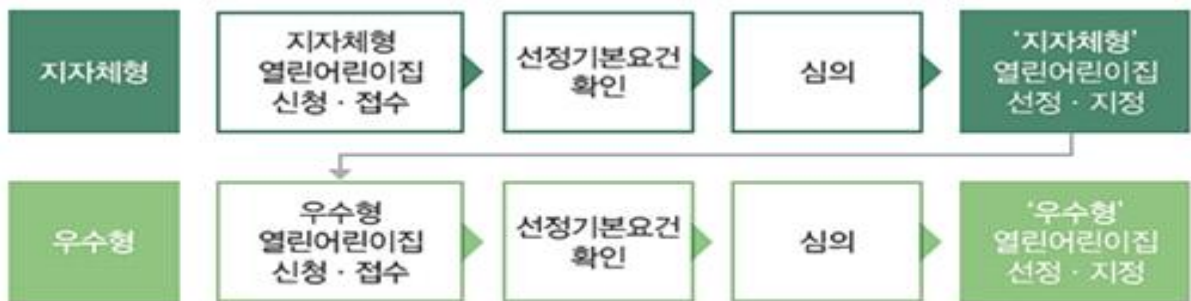 지자체형
지자체형
열린어린이집
신청 · 접수
선정기본요건
확인
심의
'지자체형'
열린어린이집
선정 · 지정
우수형
우수형
열린어린이집
신청 · 접수
선정기본요건
확인
심의
'우수형'
열린어린이집
선정 · 지정